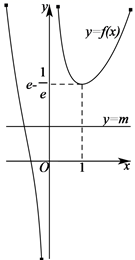 y
y=f(x)
e-1/e
y=m
O 1 x